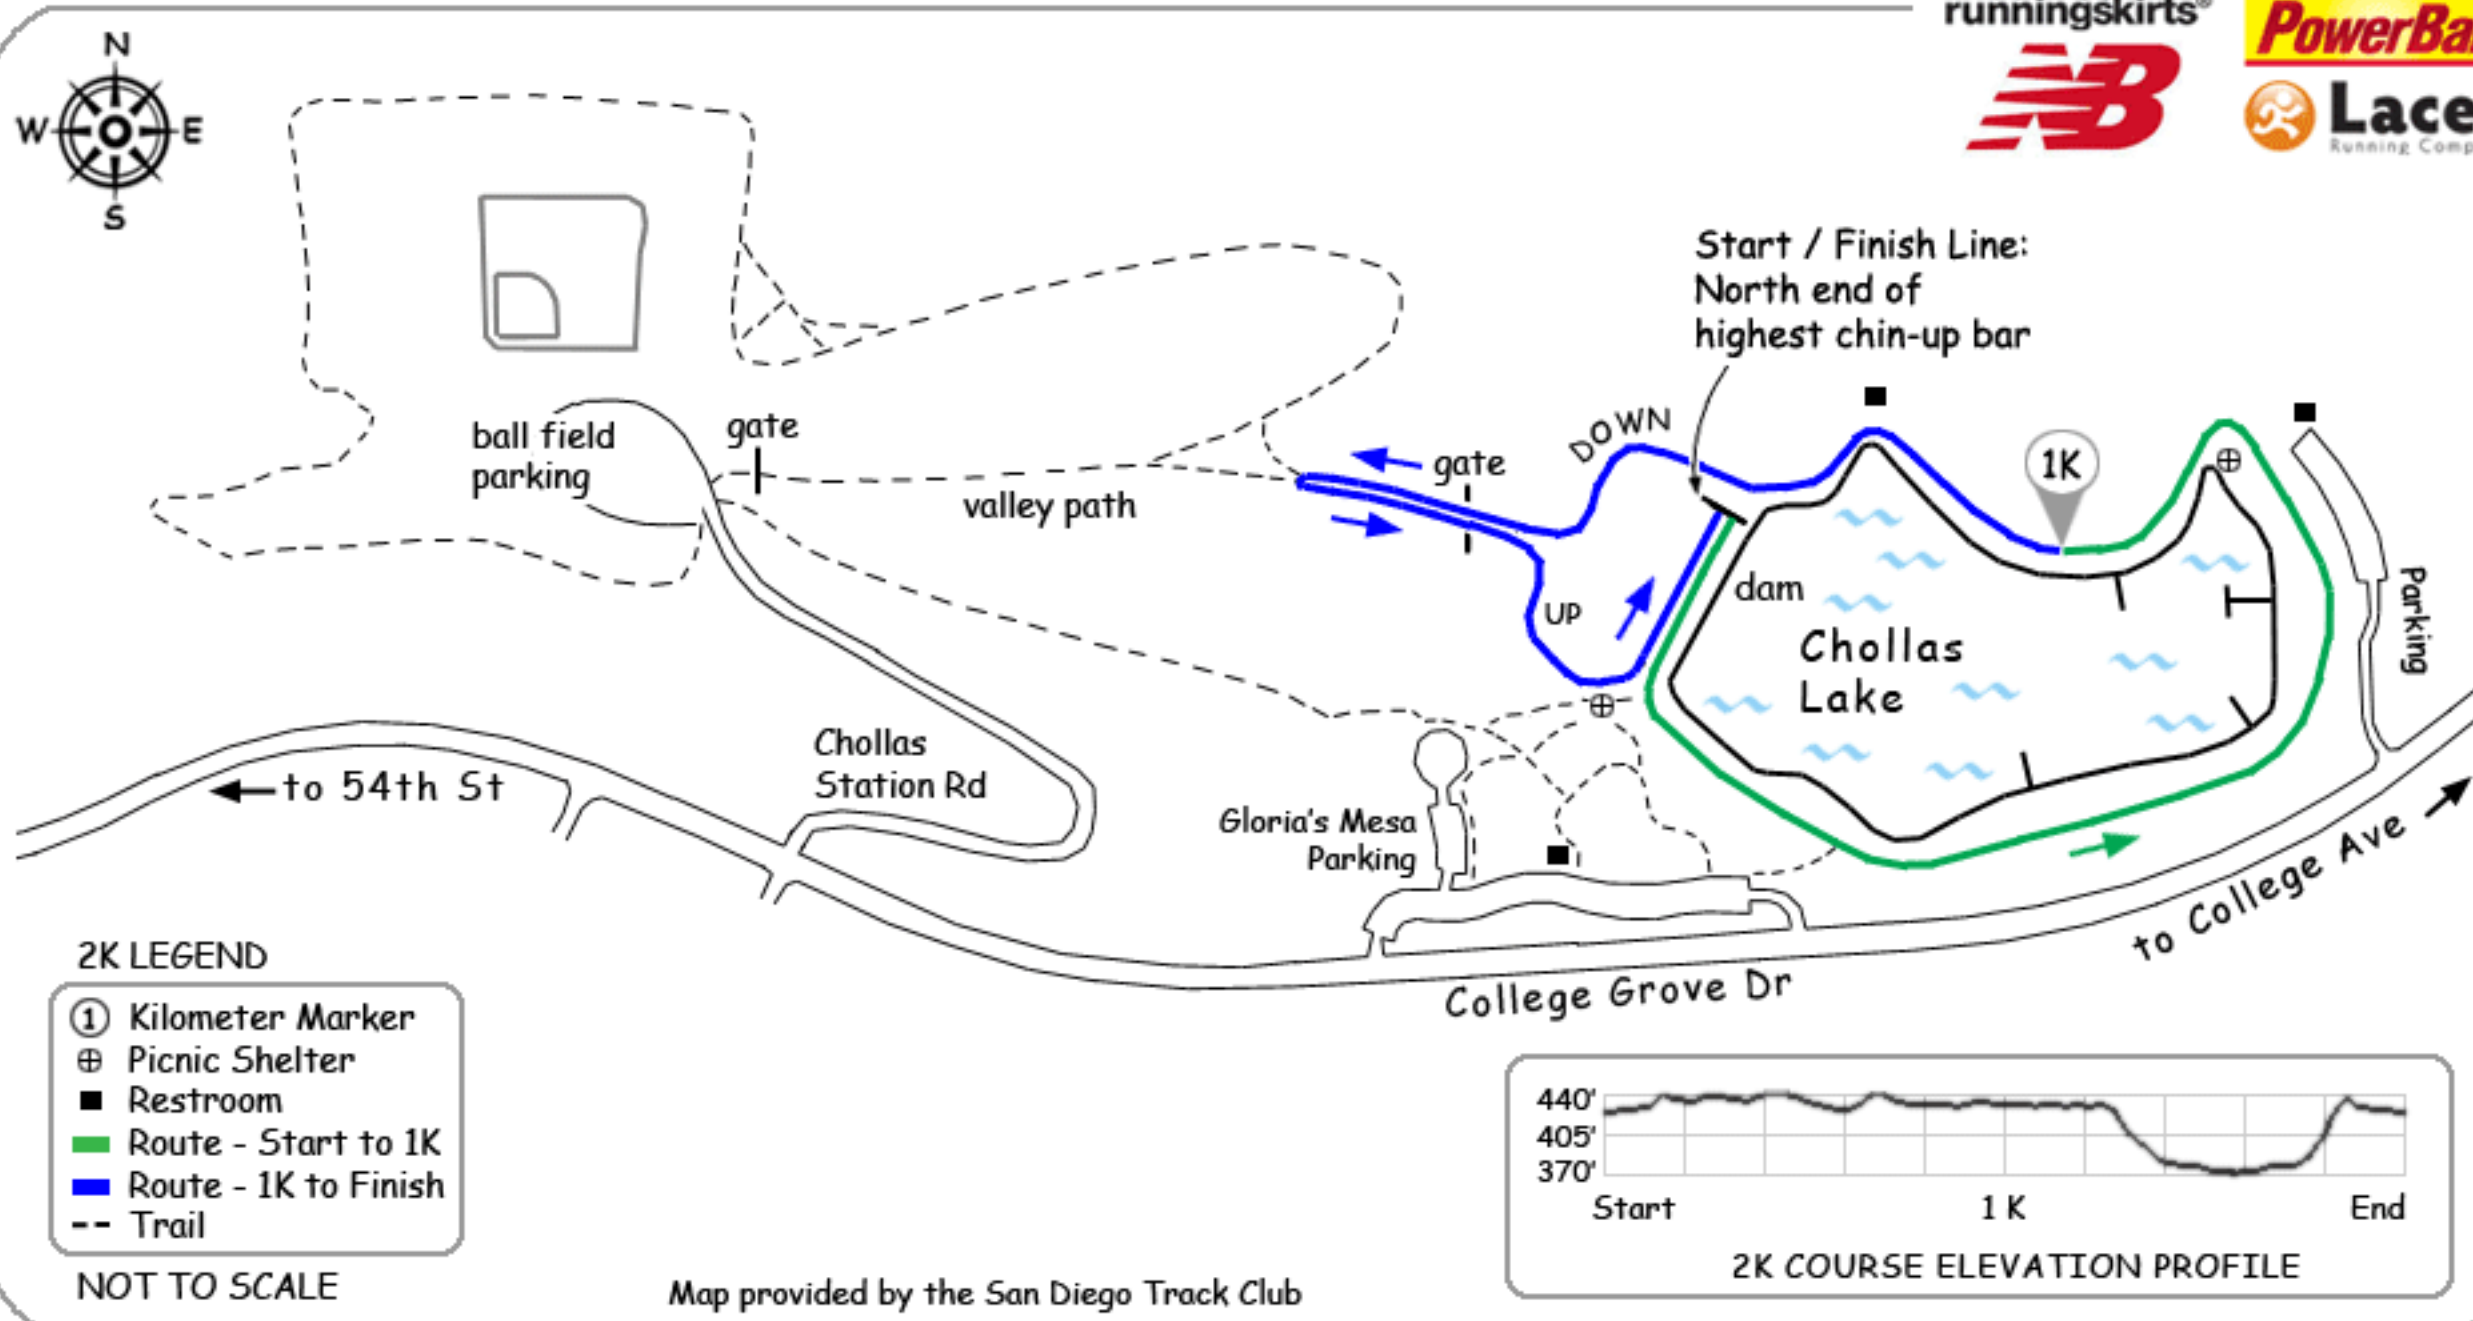 runningskirts®
PowerBa
NB
Lace
Running Comp
N
W
E
S
Start / Finish Line:
North end of
highest chin-up bar
DOWN
ball field
parking
gate
gate
valley path
1K
UP
dam
Chollas
Lake
Parking
Chollas
Station Rd
to 54th St
Gloria's Mesa
Parking
to College Ave
College Grove Dr
2K LEGEND
1 Kilometer Marker
Picnic Shelter
Restroom
Route - Start to 1K
Route - 1K to Finish
Trail
NOT TO SCALE
Map provided by the San Diego Track Club
440'
405'
370'
Start
1 K
End
2K COURSE ELEVATION PROFILE